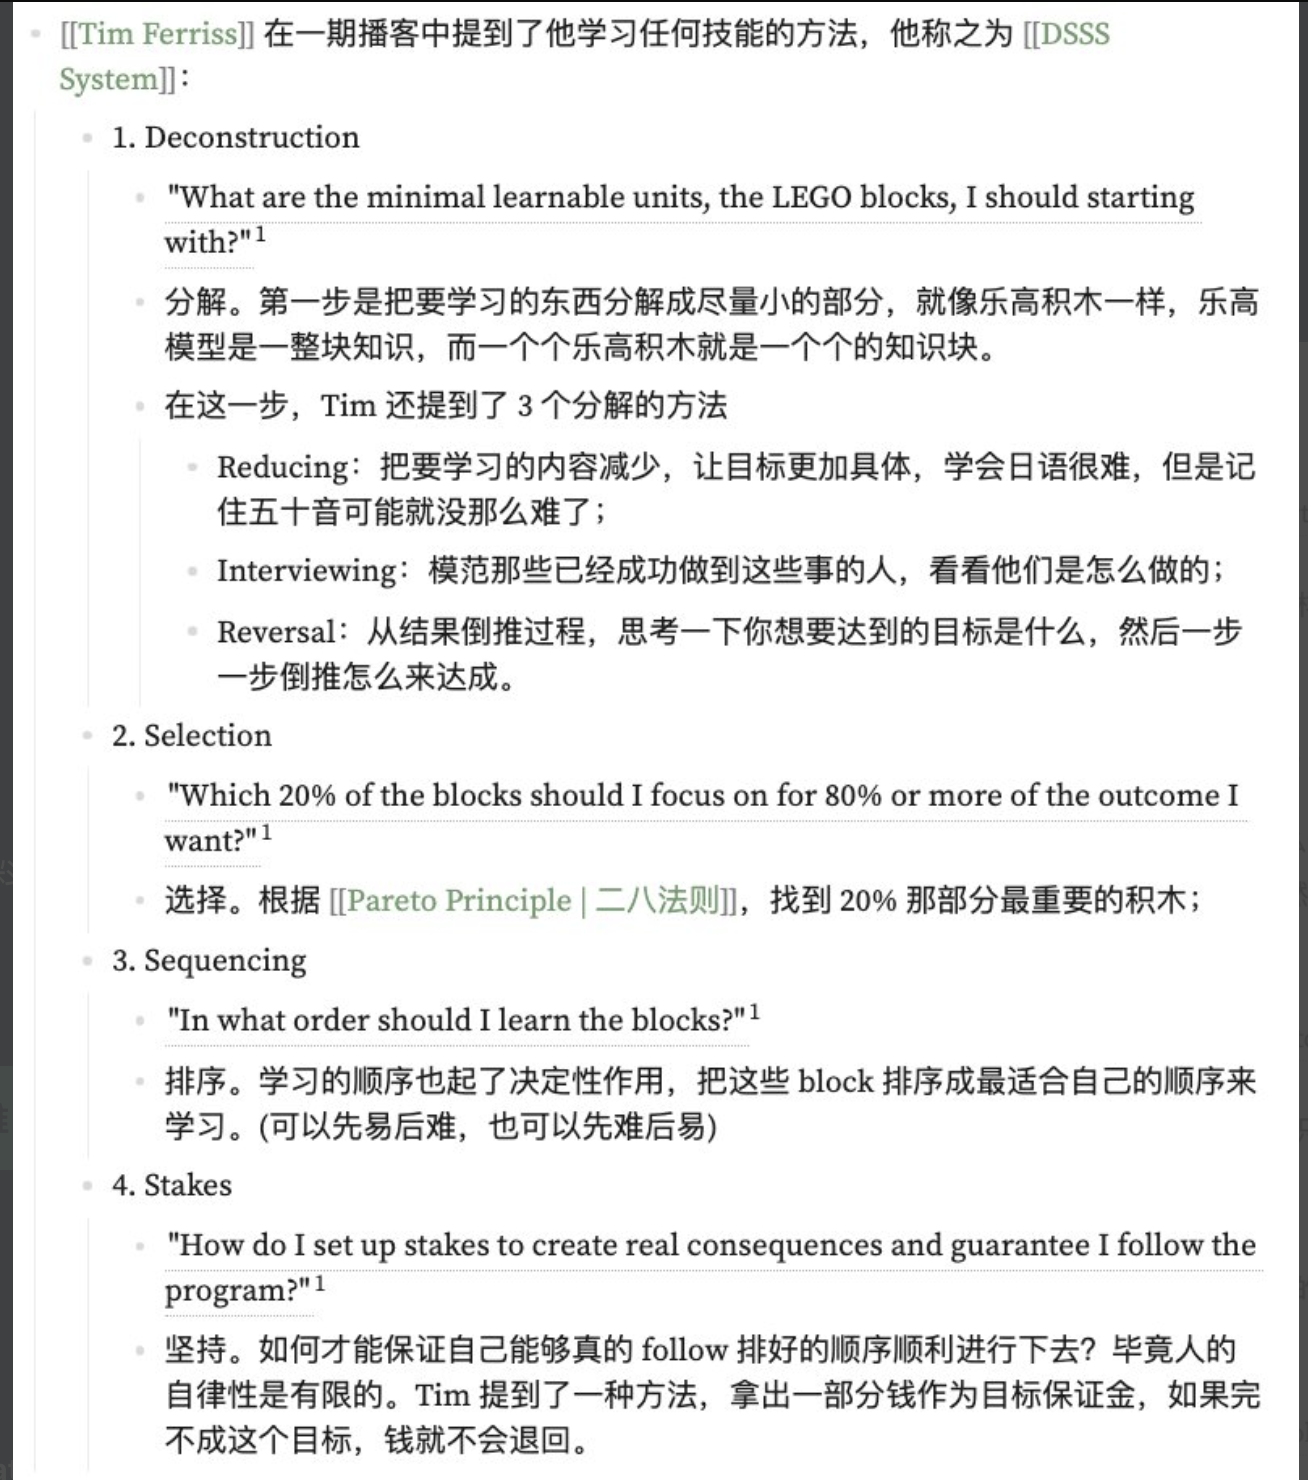 [[Tim Ferriss]] 在一期播客中提到了他学习任何技能的方法，他称之为 [[DSSS
System]]：
1. Deconstruction
"What are the minimal learnable units, the LEGO blocks, I should starting
with?"1
分解。第一步是把要学习的东西分解成尽量小的部分，就像乐高积木一样，乐高
模型是一整块知识，而一个个乐高积木就是一个个的知识块。
在这一步，Tim 还提到了 3 个分解的方法
Reducing：把要学习的内容减少，让目标更加具体，学会日语很难，但是记
住五十音可能就没那么难了；
Interviewing：模范那些已经成功做到这些事的人，看看他们是怎么做的；
Reversal：从结果倒推过程，思考一下你想要达到的目标是什么，然后一步
一步倒推怎么来达成。
2. Selection
"Which 20% of the blocks should I focus on for 80% or more of the outcome I
want?"1
选择。根据 [[Pareto Principle | 二八法则]]，找到 20% 那部分最重要的积木；
3. Sequencing
"In what order should I learn the blocks?"1
排序。学习的顺序也起了决定性作用，把这些 block 排序成最适合自己的顺序来
学习。(可以先易后难，也可以先难后易)
4. Stakes
"How do I set up stakes to create real consequences and guarantee I follow the
program?"1
坚持。如何才能保证自己能够真的 follow 排好的顺序顺利进行下去？毕竟人的
自律性是有限的。Tim 提到了一种方法，拿出一部分钱作为目标保证金，如果完
不成这个目标，钱就不会退回。